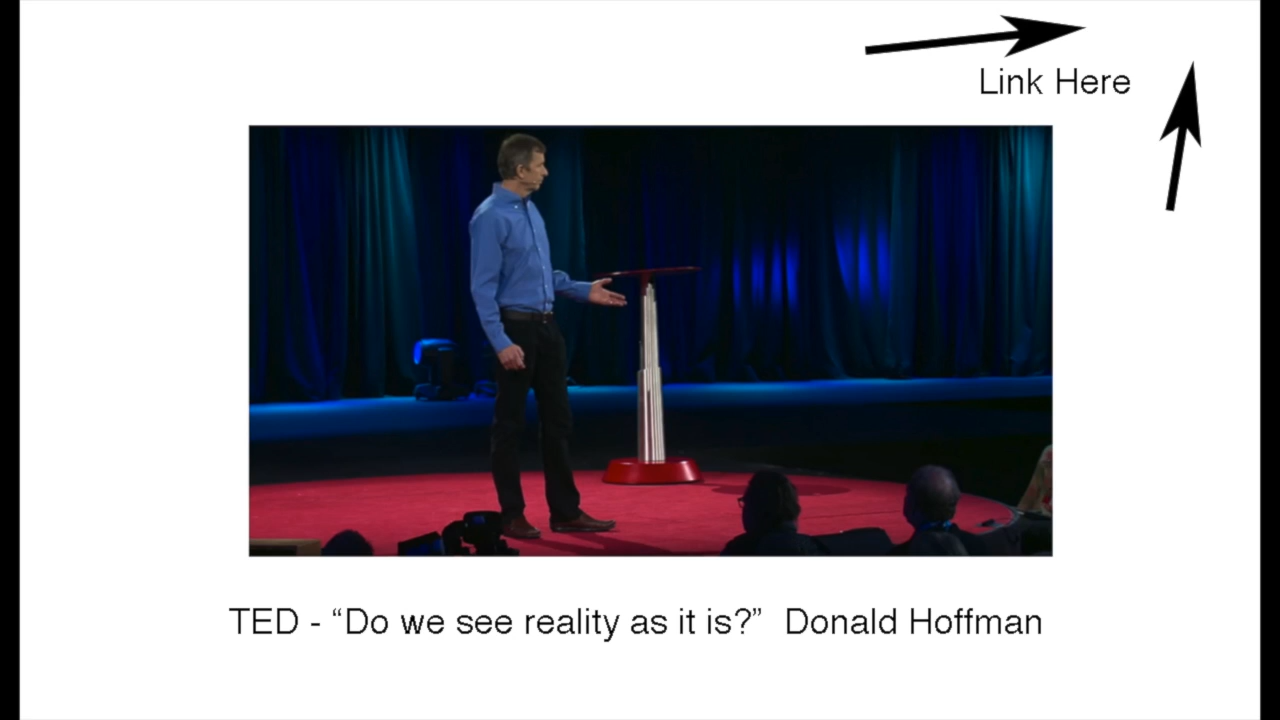 Link Here
TED - “Do we see reality as it is?” Donald Hoffman